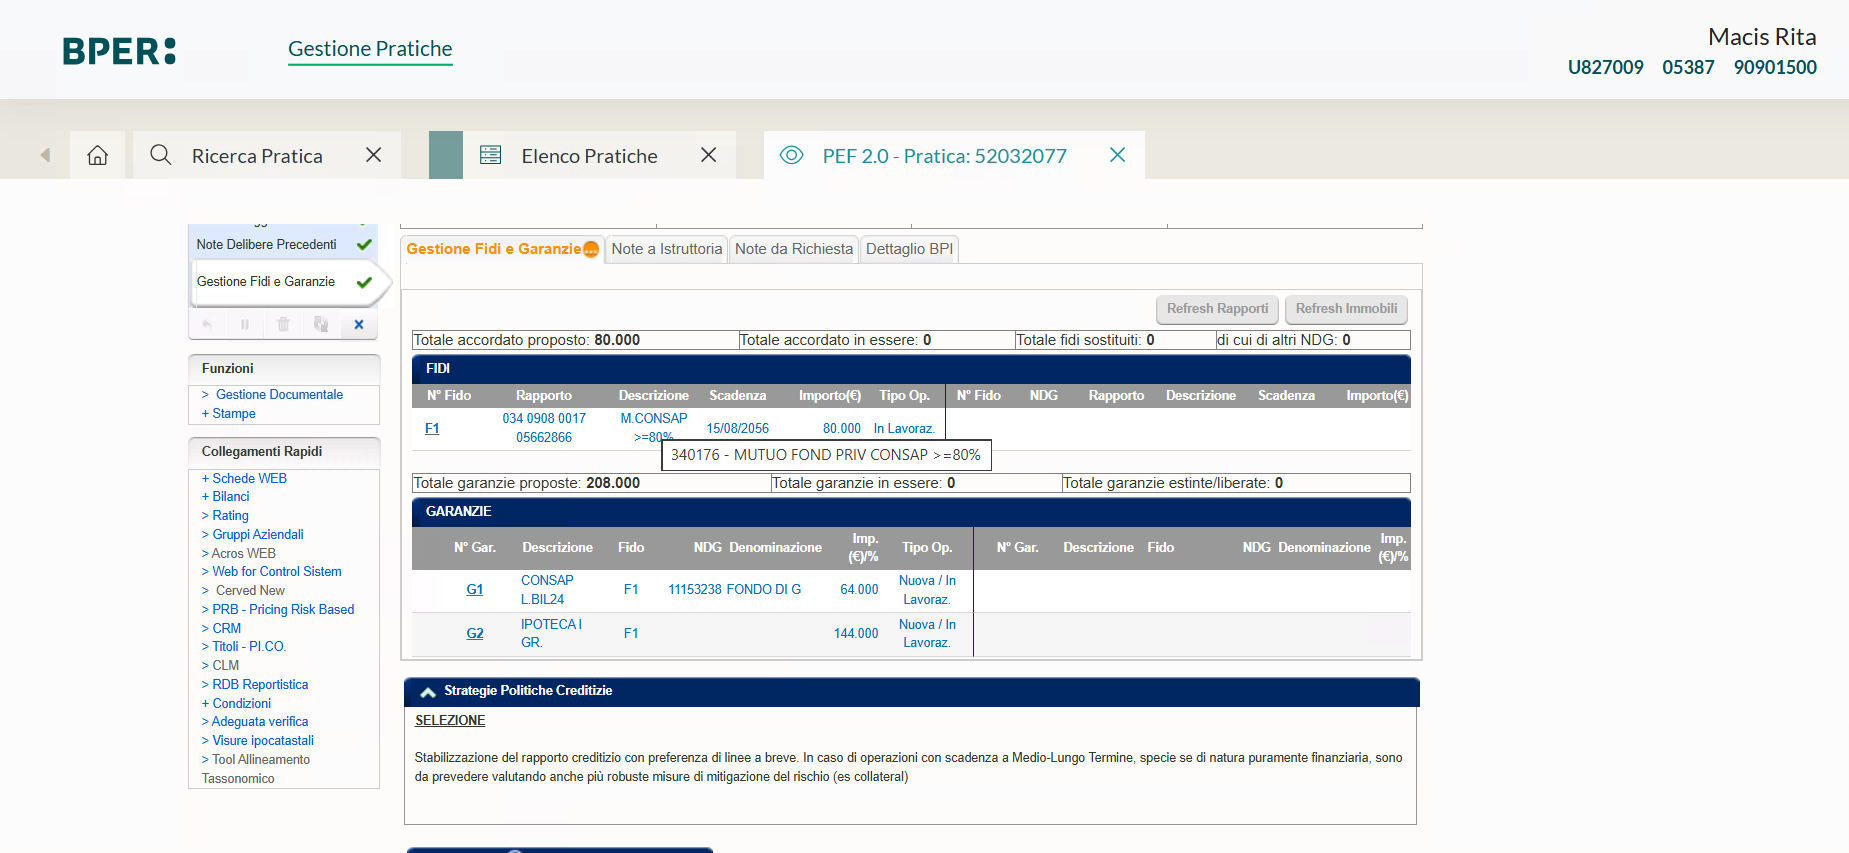 BPER:
Gestione Pratiche
Macis Rita
U827009 05387 90901500
Ricerca Pratica
Elenco Pratiche
PEF 2.0 - Pratica: 52032077
Note Delibere Precedenti
Gestione Fidi e Garanzie
Funzioni
> Gestione Documentale
+ Stampe
Collegamenti Rapidi
+ Schede WEB
+ Bilanci
> Rating
> Gruppi Aziendali
> Acros WEB
> Web for Control Sistem
> Cerved New
> PRB - Pricing Risk Based
> CRM
> Titoli - PI.CO.
> CLM
> RDB Reportistica
+ Condizioni
> Adeguata verifica
> Visure ipocatastali
> Tool Allineamento
Tassonomico
Gestione Fidi e Garanzie Note a Istruttoria Note da Richiesta Dettaglio BPI
Refresh Rapporti Refresh Immobili
Totale accordato proposto: 80.000 Totale accordato in essere: 0 Totale fidi sostituiti: 0 di cui di altri NDG: 0
FIDI
N° Fido Rapporto Descrizione Scadenza Importo(€) Tipo Op. N° Fido NDG Rapporto Descrizione Scadenza Importo(€)
034 0908 0017 M.CONSAP
F1 15/08/2056 80.000 In Lavoraz.
05662866 >=80%
340176 - MUTUO FOND PRIV CONSAP >=80%
Totale garanzie proposte: 208.000 Totale garanzie in essere: 0 Totale garanzie estinte/liberate: 0
GARANZIE
Imp. Imp.
N° Gar. Descrizione Fido NDG Denominazione Tipo Op. N° Gar. Descrizione Fido NDG Denominazione
(€)/% (€)/%
CONSAP Nuova / In
G1 F1 11153238 FONDO DI G 64.000
L.BIL24 Lavoraz.
IPOTECA I Nuova / In
G2 F1 144.000
GR. Lavoraz.
Strategie Politiche Creditizie
SELEZIONE
Stabilizzazione del rapporto creditizio con preferenza di linee a breve. In caso di operazioni con scadenza a Medio-Lungo Termine, specie se di natura puramente finanziaria, sono
da prevedere valutando anche più robuste misure di mitigazione del rischio (es collateral)